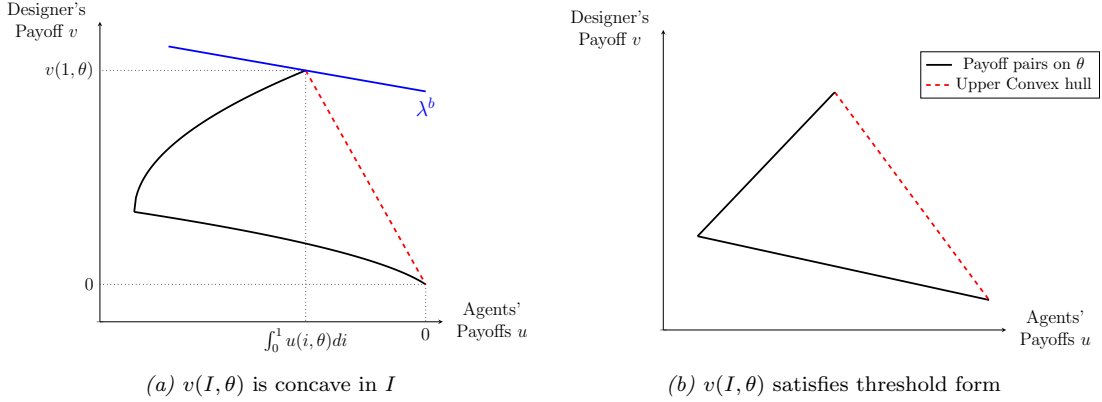 Designer's
Payoff v
v(1, θ)
0
λ^b
∫_0^1 u(i, θ)di
0
Agents'
Payoffs u
(a) v(I, θ) is concave in I
Designer's
Payoff v
Payoff pairs on θ
Upper Convex hull
Agents'
Payoffs u
(b) v(I, θ) satisfies threshold form